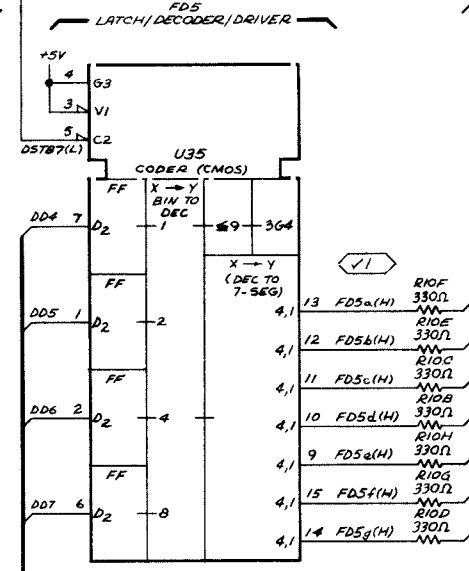 FD5
LATCH/DECODER/DRIVER
+5V
4 G3
3 V1
5 C2
DSTB7(L)
U35
CODER (CMOS)
FF X → Y
BIN TO
DEC
DD4 7 D2 1 ≤9 3G4
FF X → Y
(DEC TO
7-SEG)
√1
R10F
330Ω
4,1 13 FD5a(H)
DD5 1 D2 2
R10E
330Ω
4,1 12 FD5b(H)
FF
R10C
330Ω
4,1 11 FD5c(H)
DD6 2 D2 4
R10B
330Ω
4,1 10 FD5d(H)
R10H
330Ω
4,1 9 FD5e(H)
FF
R10G
330Ω
4,1 15 FD5f(H)
DD7 6 D2 8
R10D
330Ω
4,1 14 FD5g(H)